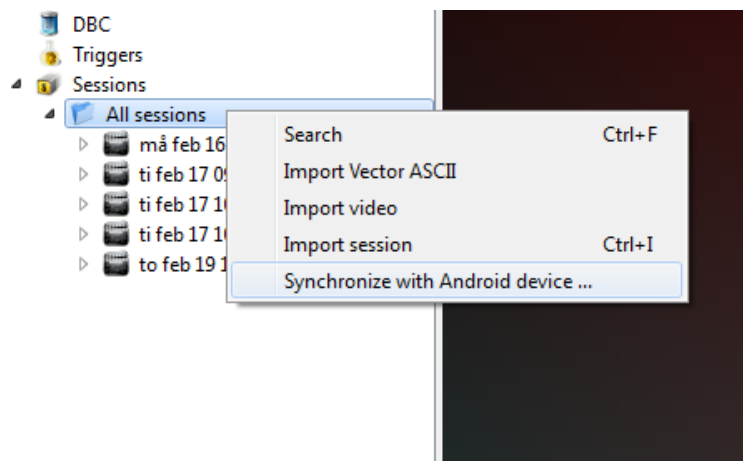 DBC
Triggers
Sessions
All sessions
må feb 16
ti feb 17
ti feb 17
ti feb 17
to feb 19
Search Ctrl+F
Import Vector ASCII
Import video
Import session Ctrl+I
Synchronize with Android device ...